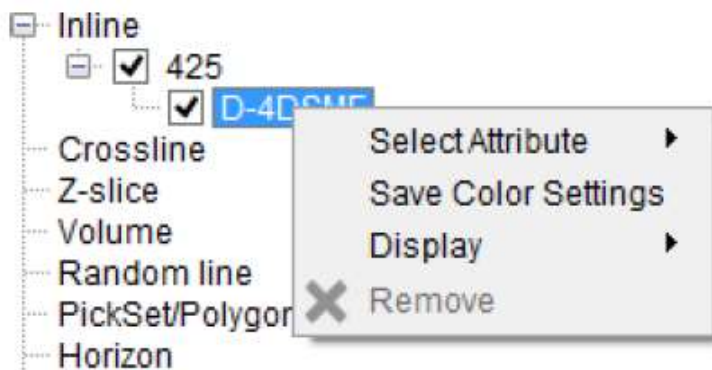 Inline
425
Crossline
Z-slice
Volume
Random line
PickSet/Polygon
Horizon
Select Attribute
Save Color Settings
Display
Remove